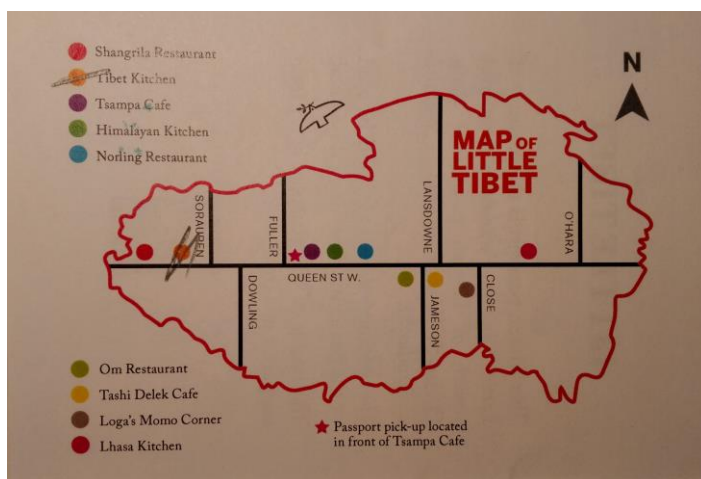 Shangrila Restaurant
Tibet Kitchen
Tsampa Cafe
Himalayan Kitchen
Norling Restaurant
N
MAP OF
LITTLE
TIBET
SORAUREN
FULLER
LANSDOWNE
O'HARA
QUEEN ST W.
DOWLING
JAMESON
CLOSE
Om Restaurant
Tashi Delek Cafe
Loga's Momo Corner
Lhasa Kitchen
Passport pick-up located
in front of Tsampa Cafe